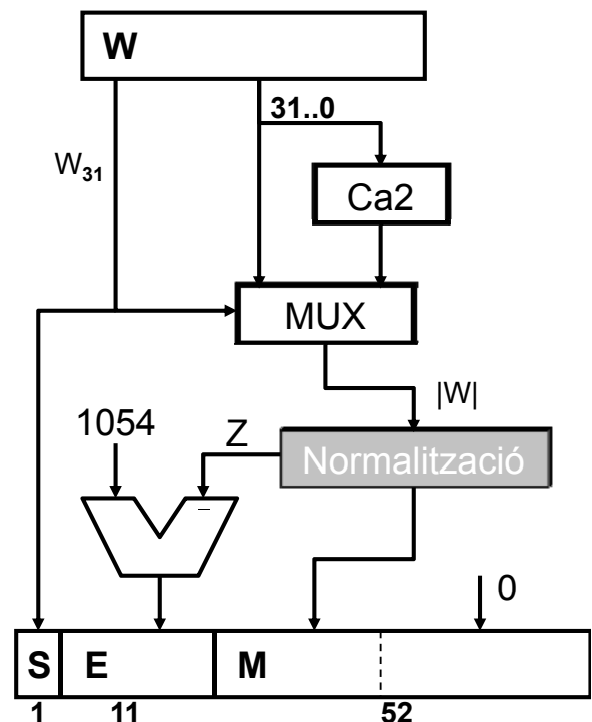 W
31..0
W31
Ca2
MUX
|W|
1054
Z
Normalització
–
0
S E M
1 11 52